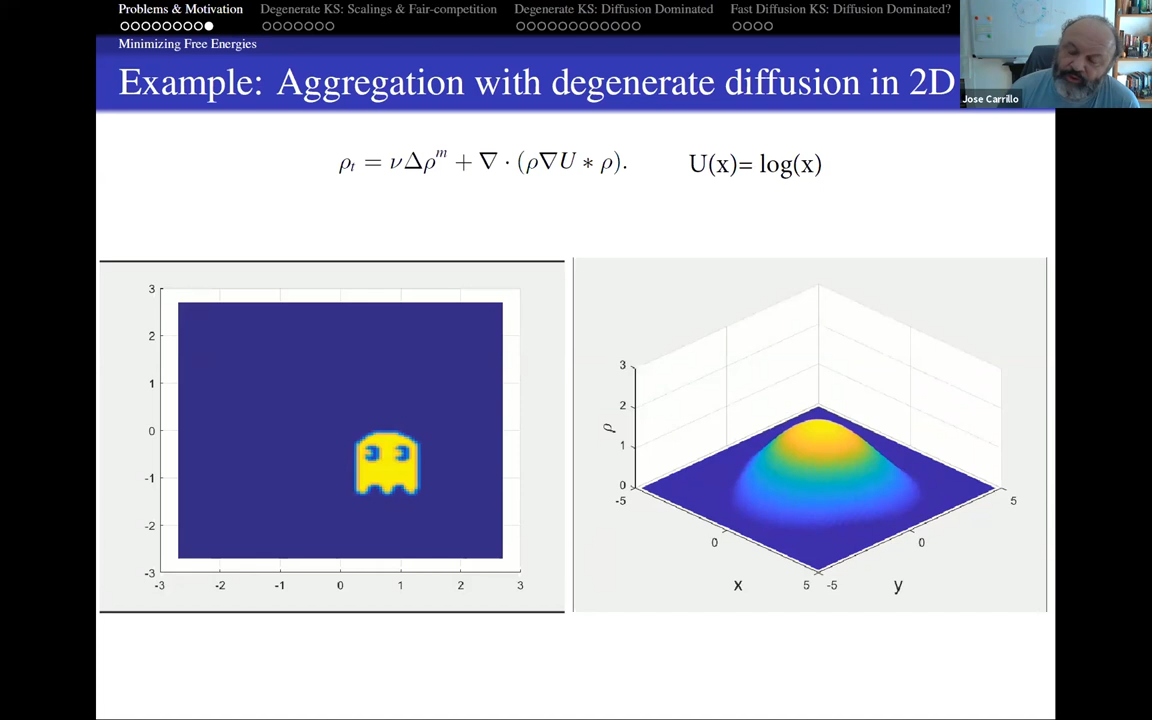 Problems & Motivation Degenerate KS: Scalings & Fair-competition Degenerate KS: Diffusion Dominated Fast Diffusion KS: Diffusion Dominated?
Minimizing Free Energies
Example: Aggregation with degenerate diffusion in 2D
Jose Carrillo
ρₜ = νΔρᵐ + ∇ · (ρ∇U ∗ ρ). U(x)= log(x)
3
2
1
0
-1
-2
-3
-3 -2 -1 0 1 2 3
3
2
1
0
ρ
-5 0 5
x
-5 0 5
y